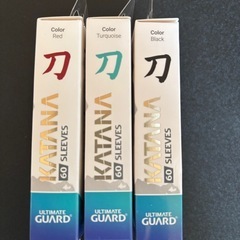 Color
Red
刀
KATANA
60 SLEEVES
ULTIMATE
GUARD
Color
Turquoise
刀
KATANA
60 SLEEVES
ULTIMATE
GUARD
Color
Black
刀
KATANA
60 SLEEVES
ULTIMATE
GUARD